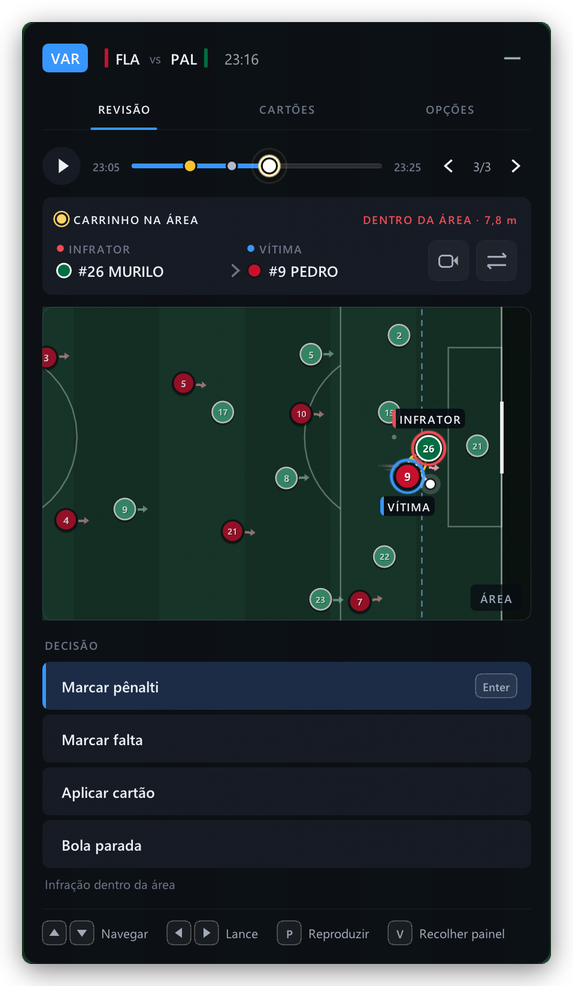 VAR FLA vs PAL 23:16
REVISÃO CARTÕES OPÇÕES
23:05 23:25 3/3
CARRINHO NA ÁREA DENTRO DA ÁREA · 7,8 m
INFRATOR VÍTIMA
#26 MURILO #9 PEDRO
2
5
3
5
17
10
INFRATOR
26
21
8
9
VÍTIMA
9
4
21
22
23
7
ÁREA
DECISÃO
Marcar pênalti Enter
Marcar falta
Aplicar cartão
Bola parada
Infração dentro da área
Navegar Lance P Reproduzir V Recolher painel